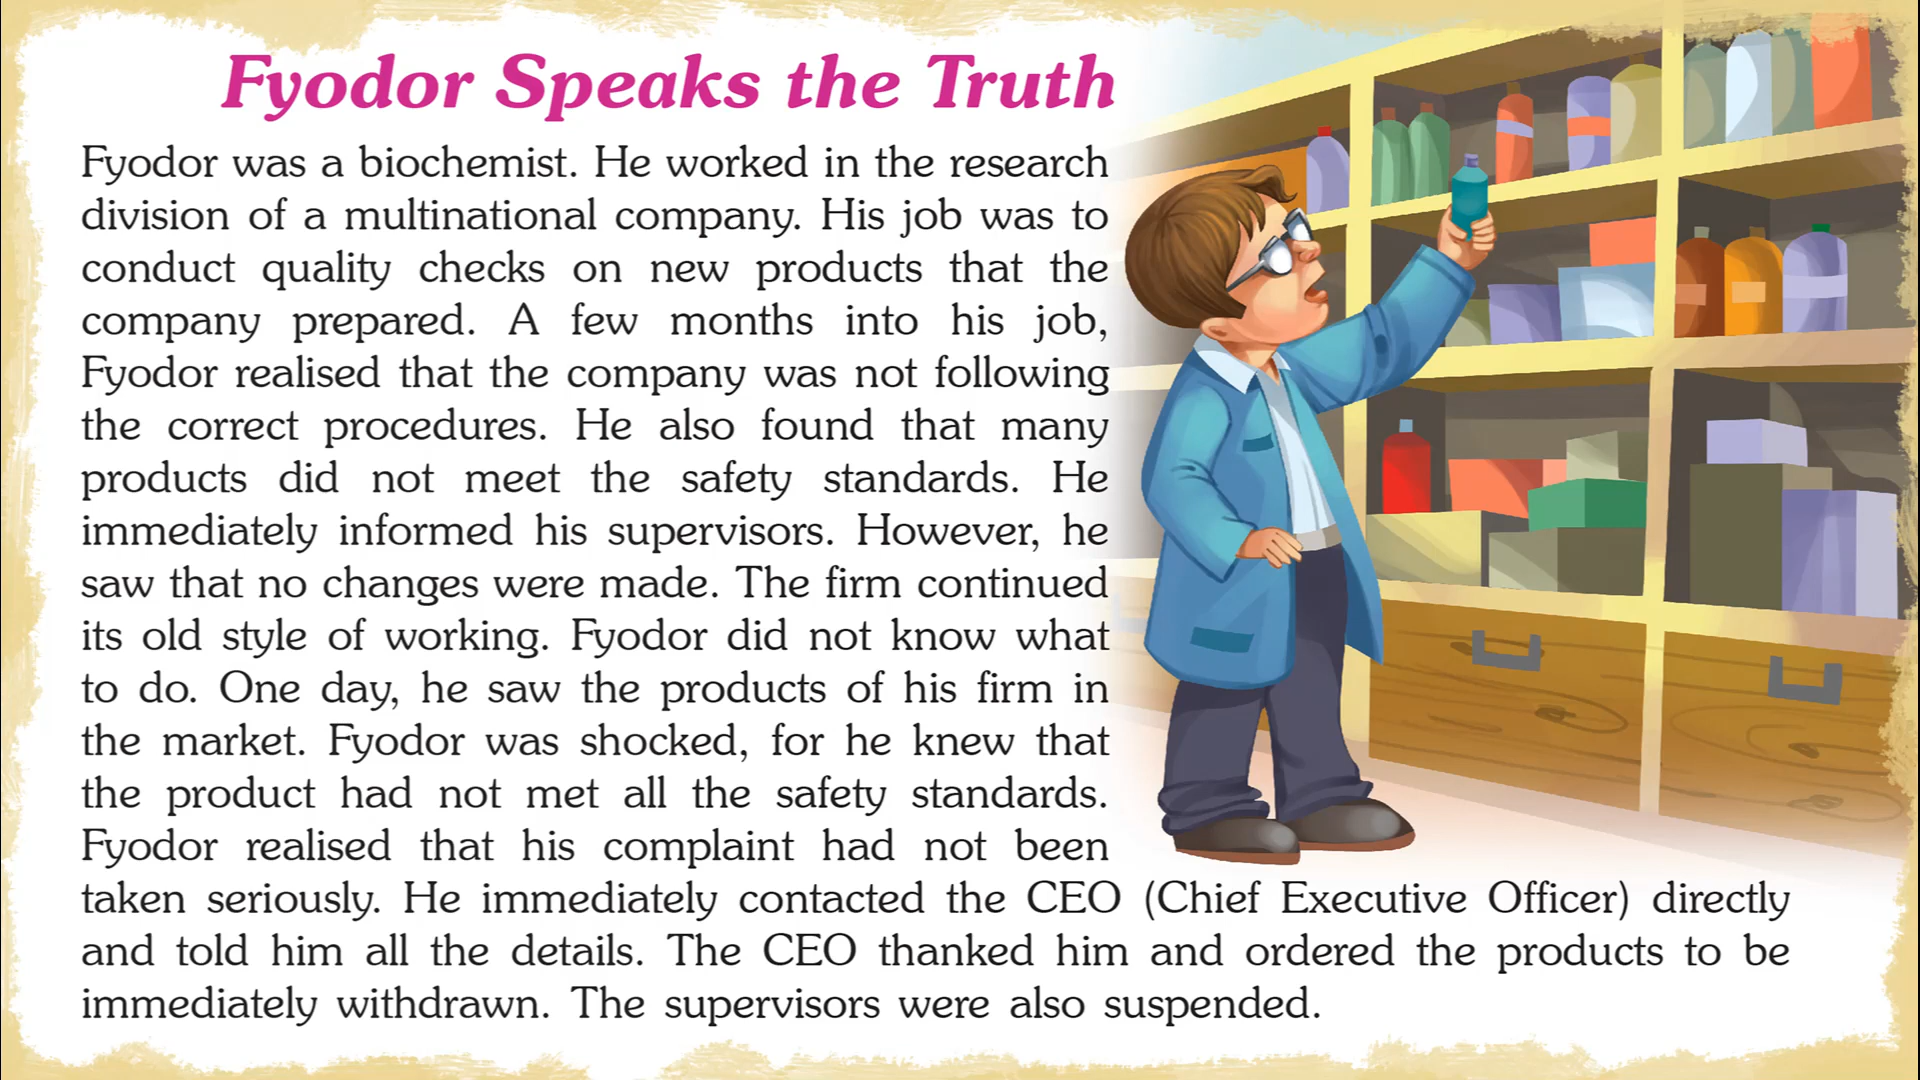 Fyodor Speaks the Truth
Fyodor was a biochemist. He worked in the research
division of a multinational company. His job was to
conduct quality checks on new products that the
company prepared. A few months into his job,
Fyodor realised that the company was not following
the correct procedures. He also found that many
products did not meet the safety standards. He
immediately informed his supervisors. However, he
saw that no changes were made. The firm continued
its old style of working. Fyodor did not know what
to do. One day, he saw the products of his firm in
the market. Fyodor was shocked, for he knew that
the product had not met all the safety standards.
Fyodor realised that his complaint had not been
taken seriously. He immediately contacted the CEO (Chief Executive Officer) directly
and told him all the details. The CEO thanked him and ordered the products to be
immediately withdrawn. The supervisors were also suspended.